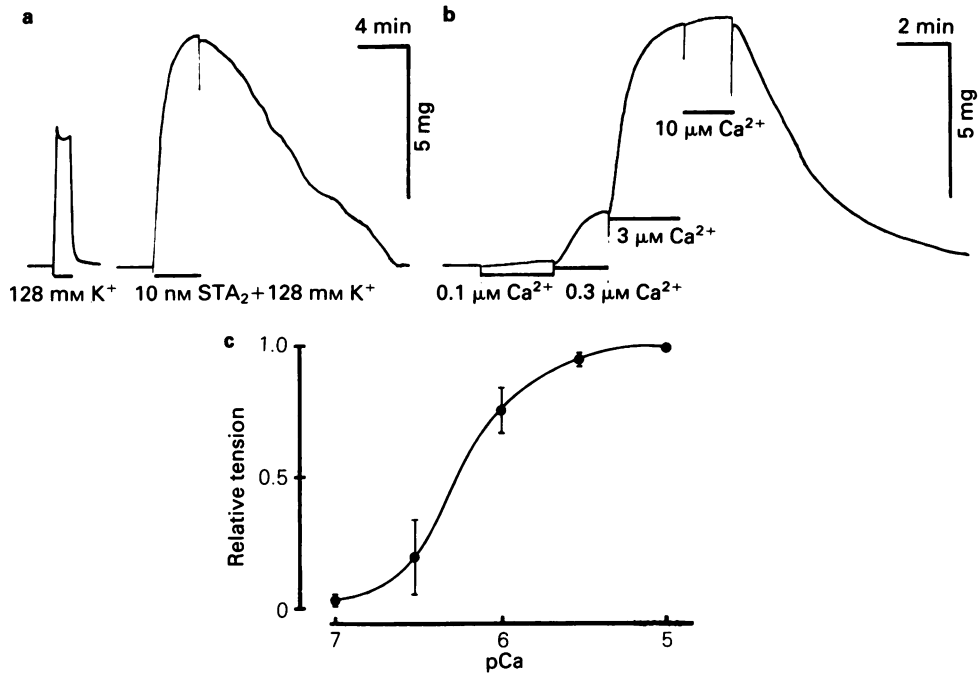 a
4 min
5 mg
128 mM K⁺
10 nM STA₂+128 mM K⁺
b
2 min
5 mg
10 μM Ca²⁺
3 μM Ca²⁺
0.1 μM Ca²⁺
0.3 μM Ca²⁺
c
1.0
0.5
0
Relative tension
7
6
5
pCa